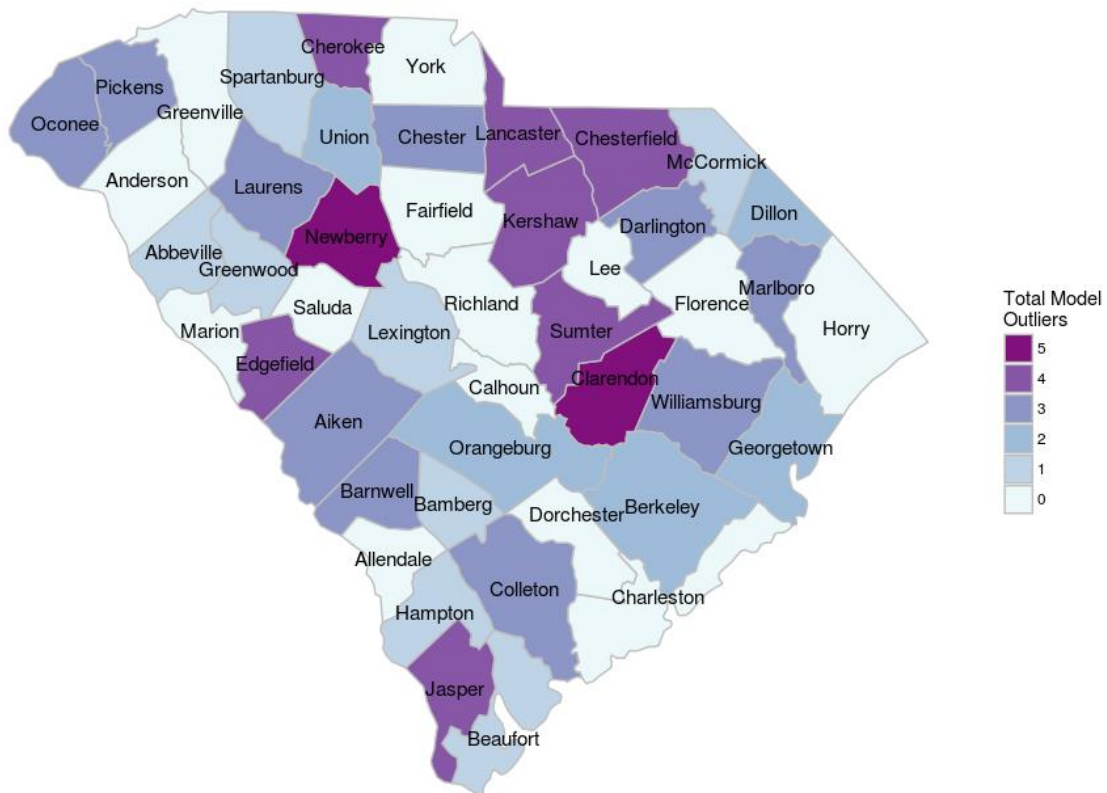 Cherokee
York
Spartanburg
Pickens
Greenville
Oconee
Union
Chester
Lancaster
Chesterfield
McCormick
Anderson
Laurens
Fairfield
Kershaw
Darlington
Dillon
Newberry
Abbeville
Greenwood
Lee
Marlboro
Saluda
Richland
Florence
Marion
Lexington
Sumter
Horry
Edgefield
Calhoun
Clarendon
Williamsburg
Aiken
Orangeburg
Georgetown
Barnwell
Bamberg
Dorchester
Berkeley
Allendale
Colleton
Charleston
Hampton
Jasper
Beaufort
Total Model
Outliers
5
4
3
2
1
0